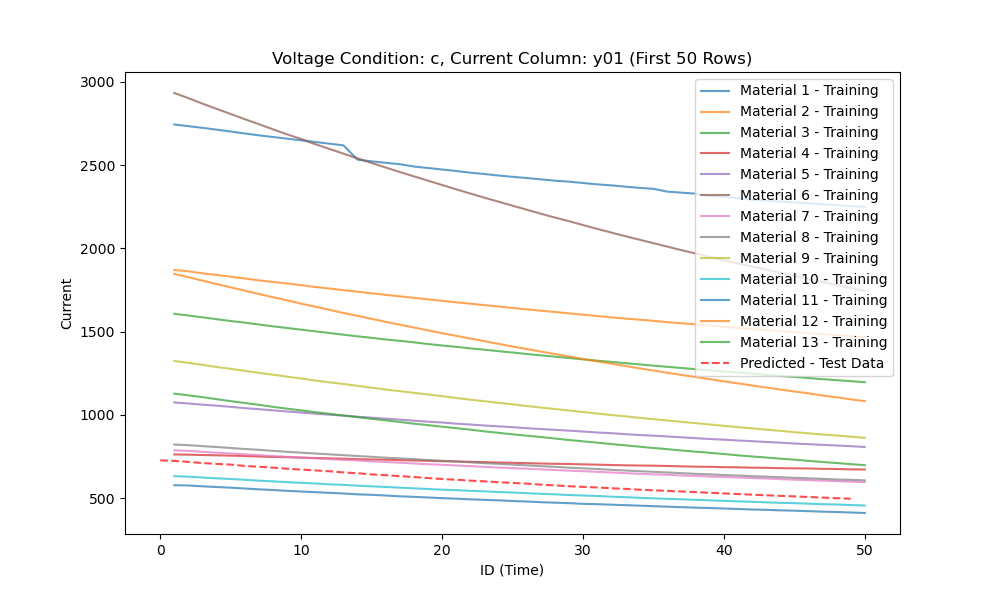 Voltage Condition: c, Current Column: y01 (First 50 Rows)
Current
3000
2500
2000
1500
1000
500
Material 1 - Training
Material 2 - Training
Material 3 - Training
Material 4 - Training
Material 5 - Training
Material 6 - Training
Material 7 - Training
Material 8 - Training
Material 9 - Training
Material 10 - Training
Material 11 - Training
Material 12 - Training
Material 13 - Training
Predicted - Test Data
0 10 20 30 40 50
ID (Time)